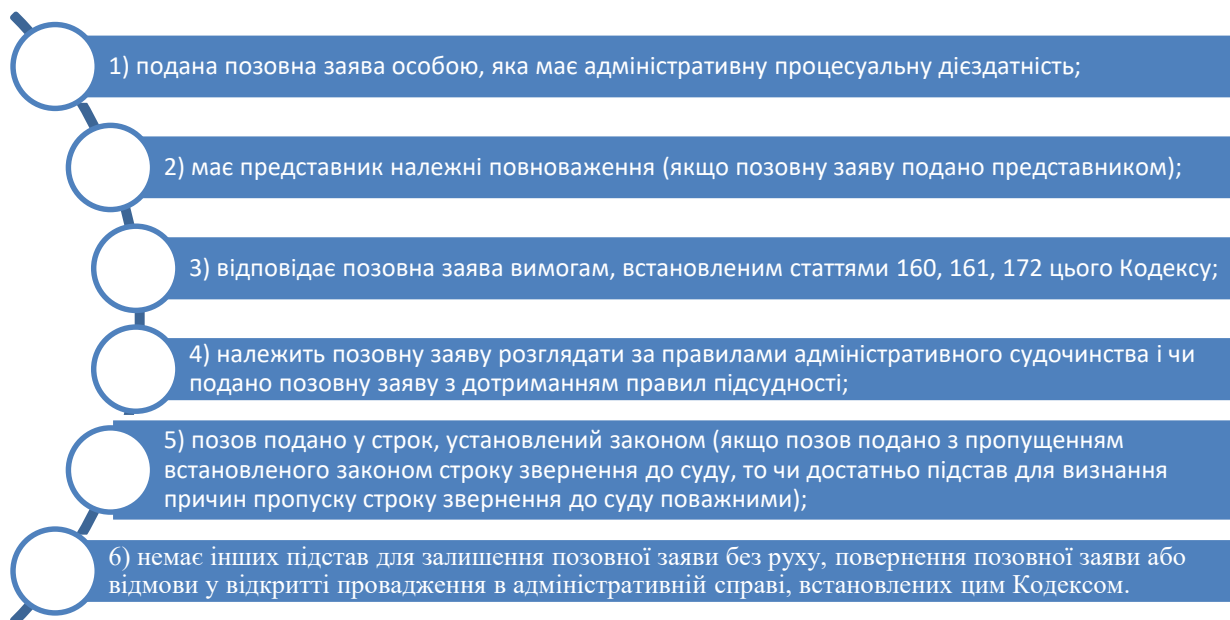 1) подана позовна заява особою, яка має адміністративну процесуальну дієздатність;
2) має представник належні повноваження (якщо позовну заяву подано представником);
3) відповідає позовна заява вимогам, встановленим статтями 160, 161, 172 цього Кодексу;
4) належить позовну заяву розглядати за правилами адміністративного судочинства і чи
подано позовну заяву з дотриманням правил підсудності;
5) позов подано у строк, установлений законом (якщо позов подано з пропущенням
встановленого законом строку звернення до суду, то чи достатньо підстав для визнання
причин пропуску строку звернення до суду поважними);
6) немає інших підстав для залишення позовної заяви без руху, повернення позовної заяви або
відмови у відкритті провадження в адміністративній справі, встановлених цим Кодексом.